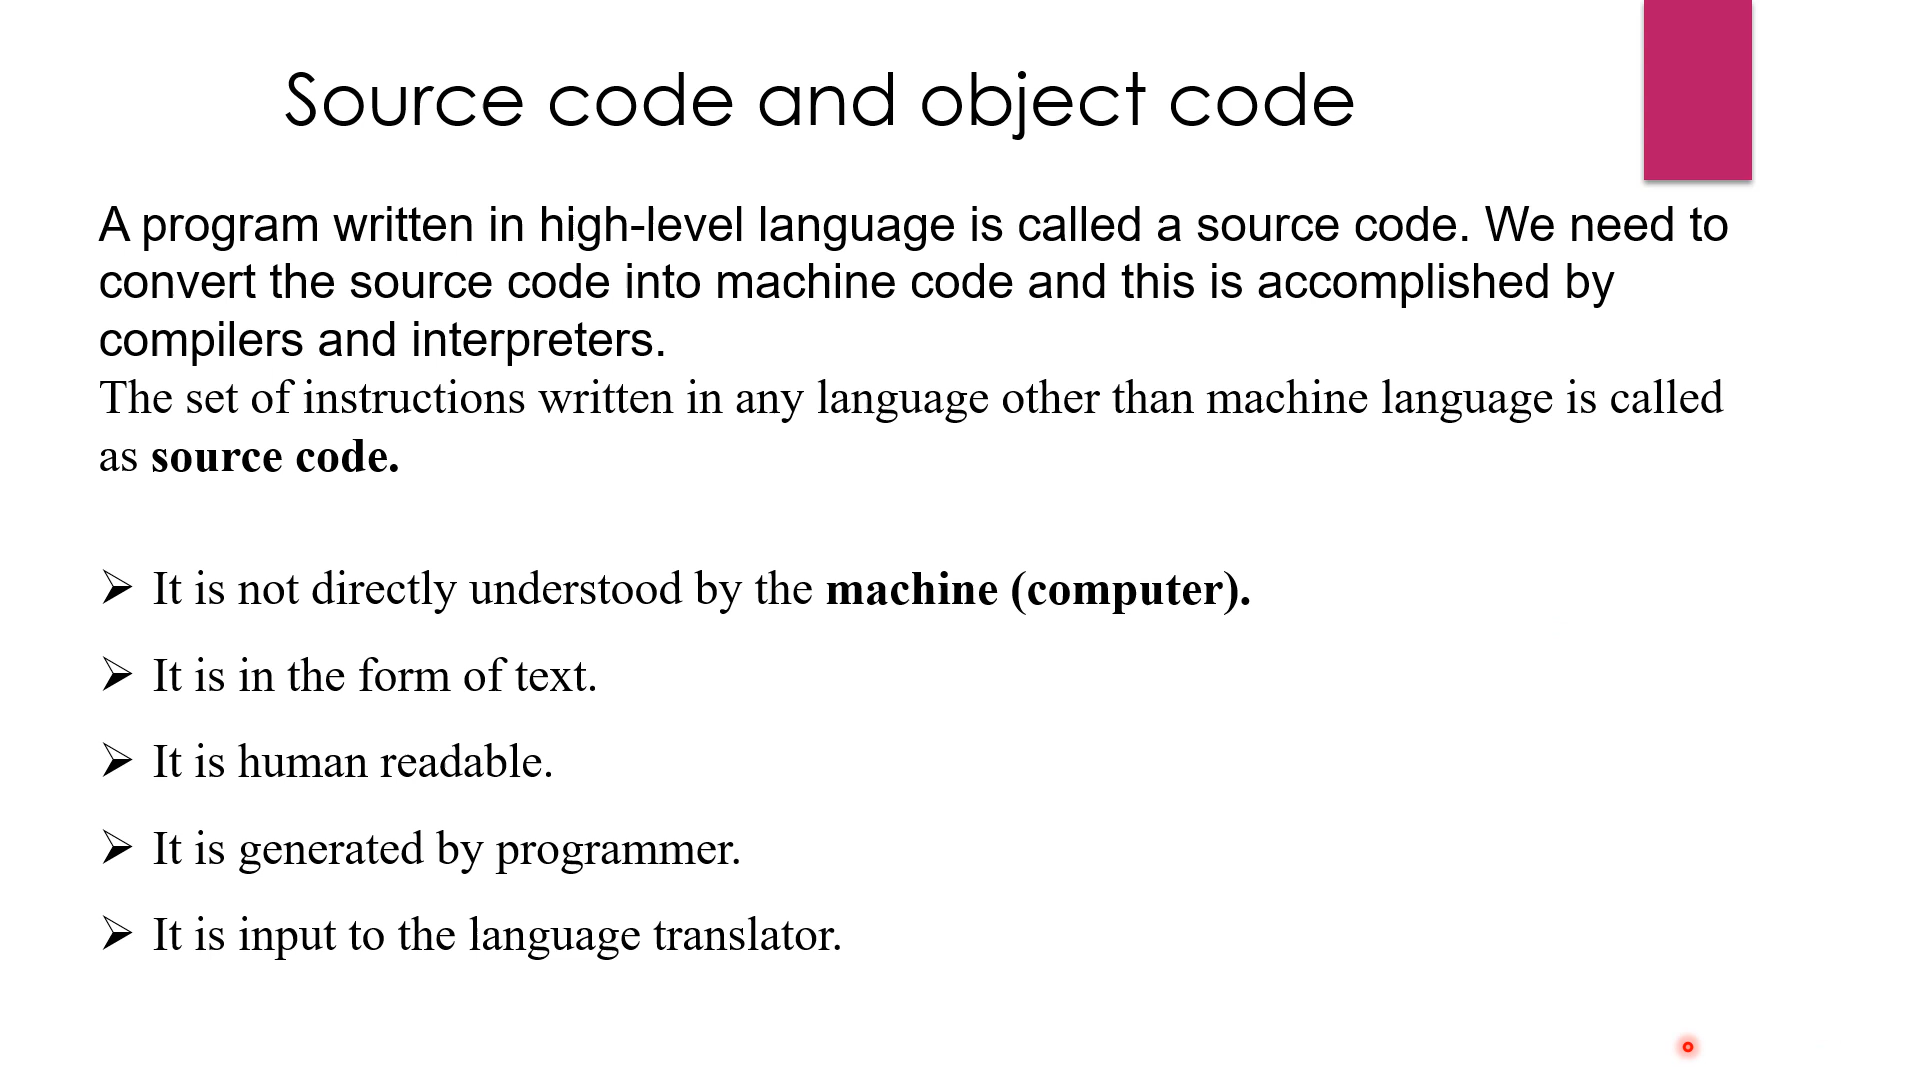 Source code and object code
A program written in high-level language is called a source code. We need to
convert the source code into machine code and this is accomplished by
compilers and interpreters.
The set of instructions written in any language other than machine language is called
as source code.
➢ It is not directly understood by the machine (computer).
➢ It is in the form of text.
➢ It is human readable.
➢ It is generated by programmer.
➢ It is input to the language translator.